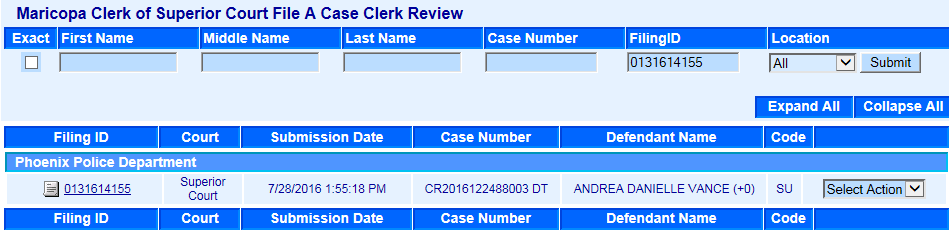 Maricopa Clerk of Superior Court File A Case Clerk Review
Exact First Name Middle Name Last Name Case Number FilingID Location
0131614155 All Submit
Expand All Collapse All
Filing ID Court Submission Date Case Number Defendant Name Code
Phoenix Police Department
0131614155 Superior Court 7/28/2016 1:55:18 PM CR2016122488003 DT ANDREA DANIELLE VANCE (+0) SU Select Action
Filing ID Court Submission Date Case Number Defendant Name Code